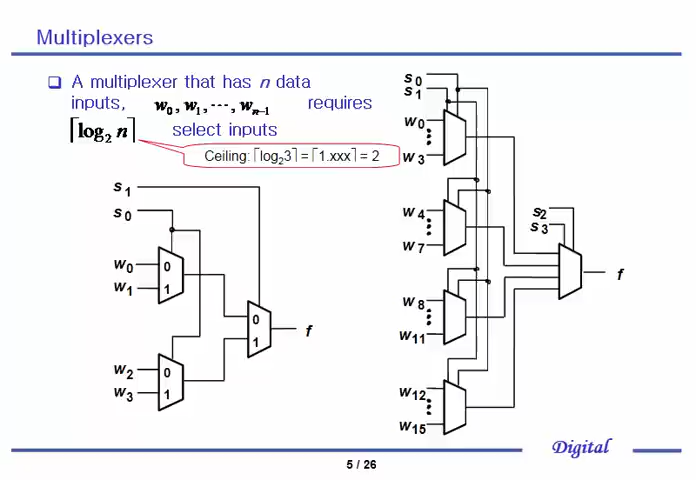 Multiplexers
❑ A multiplexer that has n data
inputs, w₀, w₁, ⋯, wₙ₋₁ requires
⌈log₂ n⌉ select inputs
Ceiling: ⌈log₂3⌉ = ⌈1.xxx⌉ = 2
s₁
s₀
w₀
0
w₁
1
0
1
f
w₂
0
w₃
1
s₀
s₁
w₀
w₃
w₄
w₇
s₂
s₃
f
w₈
w₁₁
w₁₂
w₁₅
Digital
5 / 26